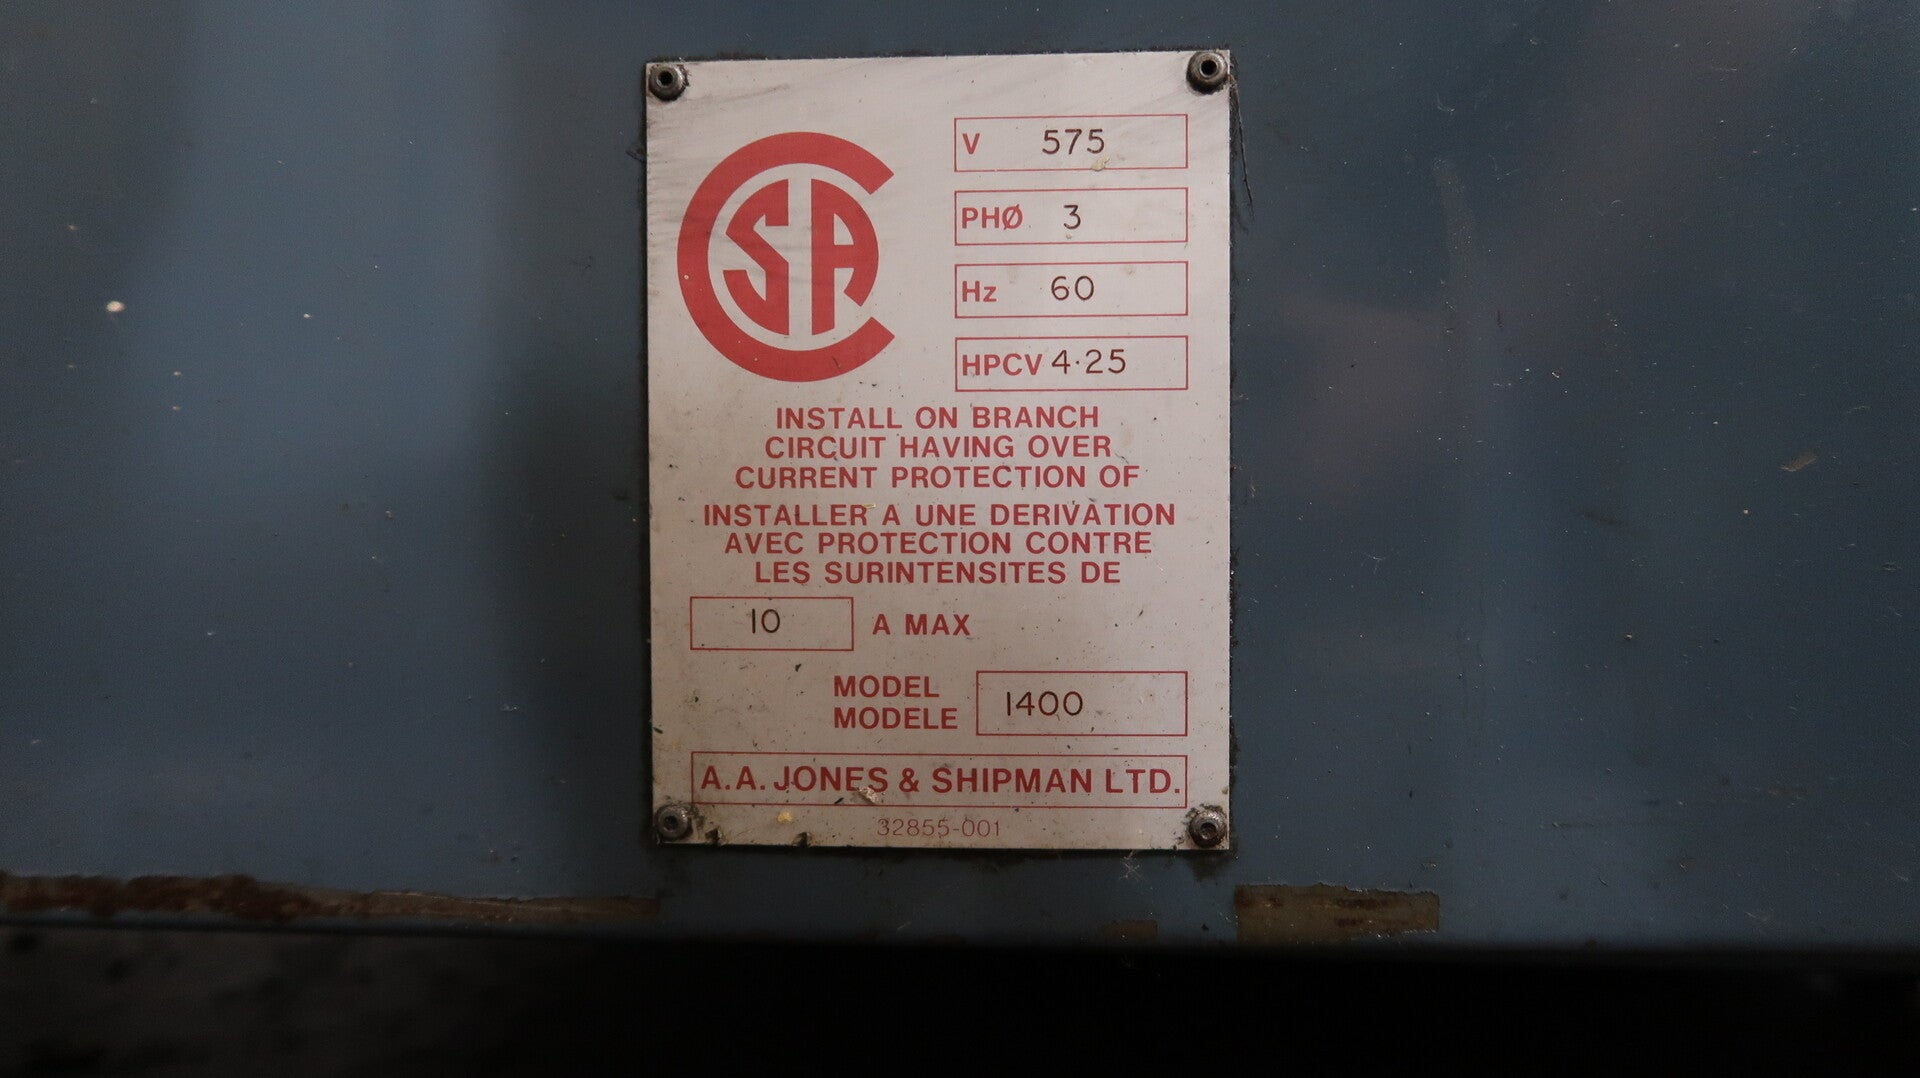 CSA
V 575
PHØ 3
Hz 60
HPCV 4·25
INSTALL ON BRANCH
CIRCUIT HAVING OVER
CURRENT PROTECTION OF
INSTALLER A UNE DERIVATION
AVEC PROTECTION CONTRE
LES SURINTENSITES DE
10 A MAX
MODEL
MODELE 1400
A.A. JONES & SHIPMAN LTD.
32855-001